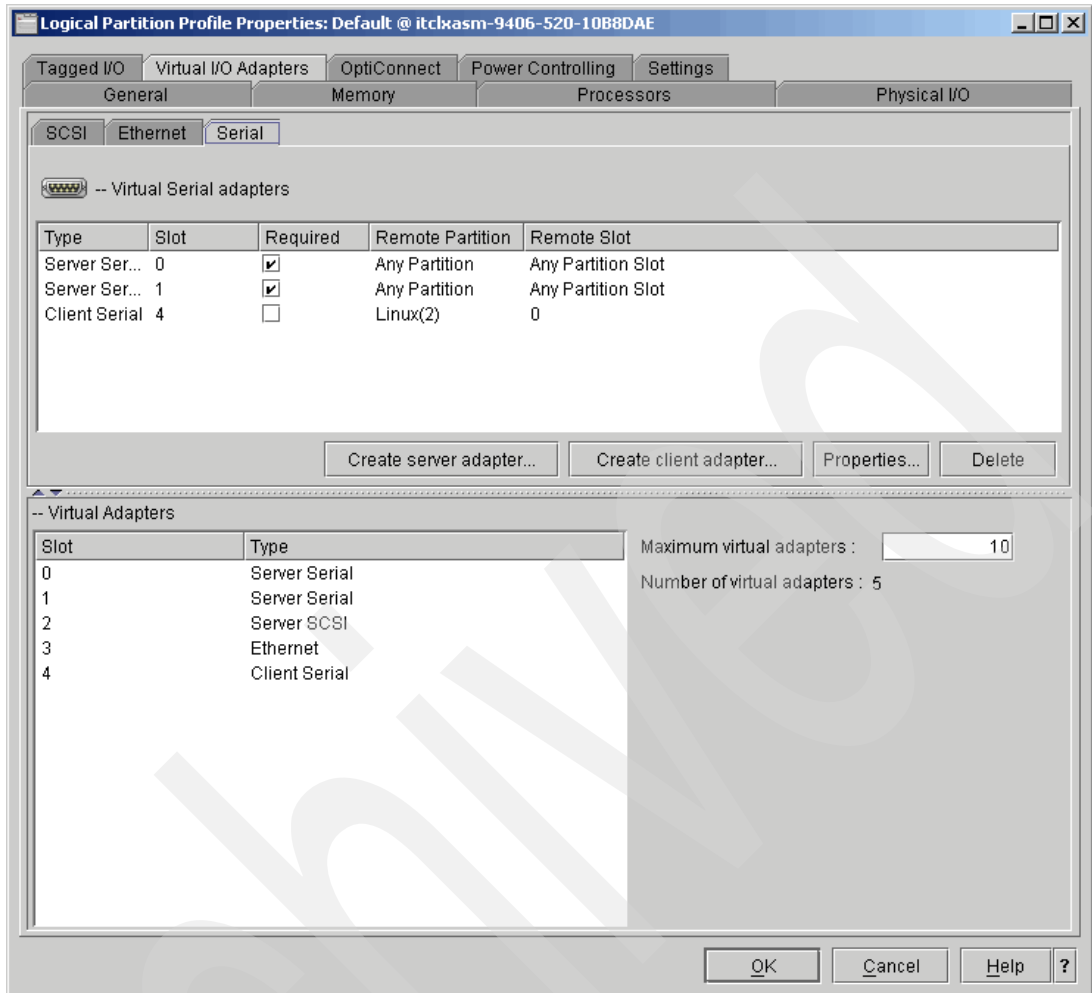 Logical Partition Profile Properties: Default @ itclxasm-9406-520-10B8DAE
Tagged I/O Virtual I/O Adapters OptiConnect Power Controlling Settings
General Memory Processors Physical I/O
SCSI Ethernet Serial
-- Virtual Serial adapters
Type Slot Required Remote Partition Remote Slot
Server Ser... 0 Any Partition Any Partition Slot
Server Ser... 1 Any Partition Any Partition Slot
Client Serial 4 Linux(2) 0
Create server adapter... Create client adapter... Properties... Delete
-- Virtual Adapters
Slot Type Maximum virtual adapters : 10
0 Server Serial Number of virtual adapters : 5
1 Server Serial
2 Server SCSI
3 Ethernet
4 Client Serial
OK Cancel Help ?